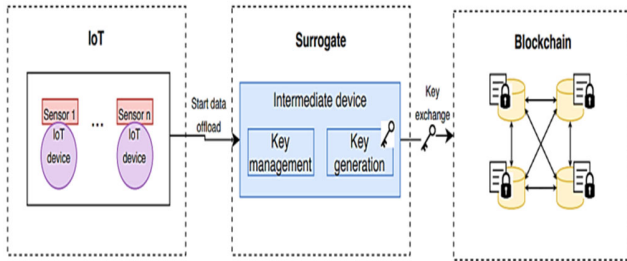 IoT
Surrogate
Blockchain
Sensor 1
...
Sensor n
IoT
device
IoT
device
Start data
offload
Intermediate device
Key
management
Key
generation
Key
exchange